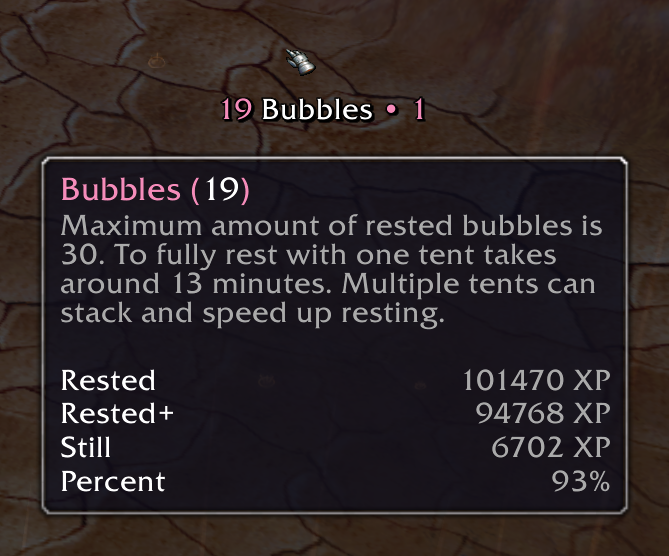 19 Bubbles • 1
Bubbles (19)
Maximum amount of rested bubbles is
30. To fully rest with one tent takes
around 13 minutes. Multiple tents can
stack and speed up resting.
Rested 101470 XP
Rested+ 94768 XP
Still 6702 XP
Percent 93%